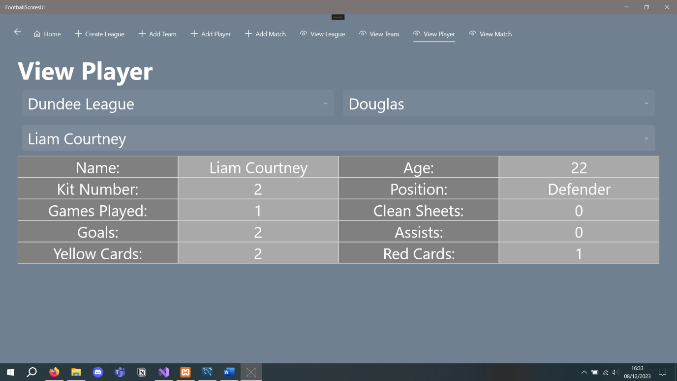 FootballScoresUI
Home Create League Add Team Add Player Add Match View League View Team View Player View Match
View Player
Dundee League Douglas
Liam Courtney
Name: Liam Courtney Age: 22
Kit Number: 2 Position: Defender
Games Played: 1 Clean Sheets: 0
Goals: 2 Assists: 0
Yellow Cards: 2 Red Cards: 1
16:33
08/12/2023